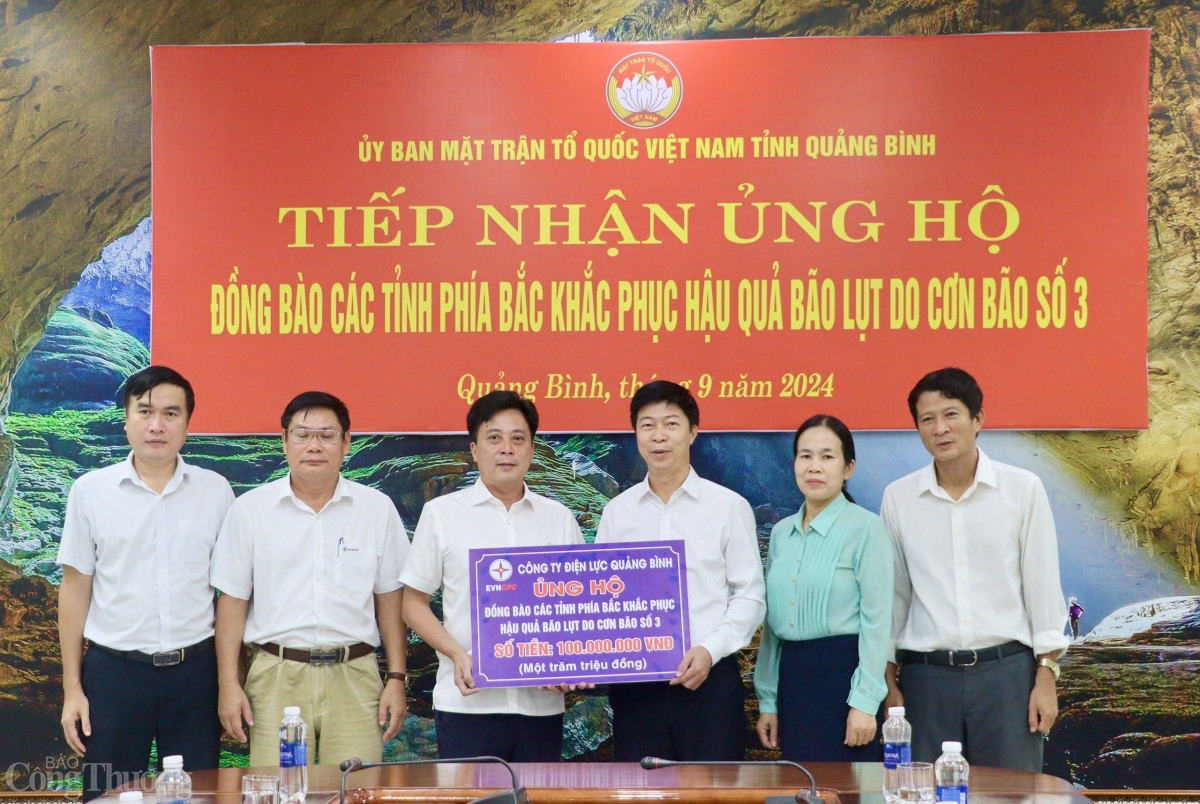 MẶT TRẬN TỔ QUỐC
VIỆT NAM
ỦY BAN MẶT TRẬN TỔ QUỐC VIỆT NAM TỈNH QUẢNG BÌNH
TIẾP NHẬN ỦNG HỘ
ĐỒNG BÀO CÁC TỈNH PHÍA BẮC KHẮC PHỤC HẬU QUẢ BÃO LỤT DO CƠN BÃO SỐ 3
Quảng Bình, tháng 9 năm 2024
CÔNG TY ĐIỆN LỰC QUẢNG BÌNH
EVNCPC
ỦNG HỘ
ĐỒNG BÀO CÁC TỈNH PHÍA BẮC KHẮC PHỤC
HẬU QUẢ BÃO LỤT DO CƠN BÃO SỐ 3
SỐ TIỀN: 100.000.000 VNĐ
(Một trăm triệu đồng)
BÁO
Công Thương